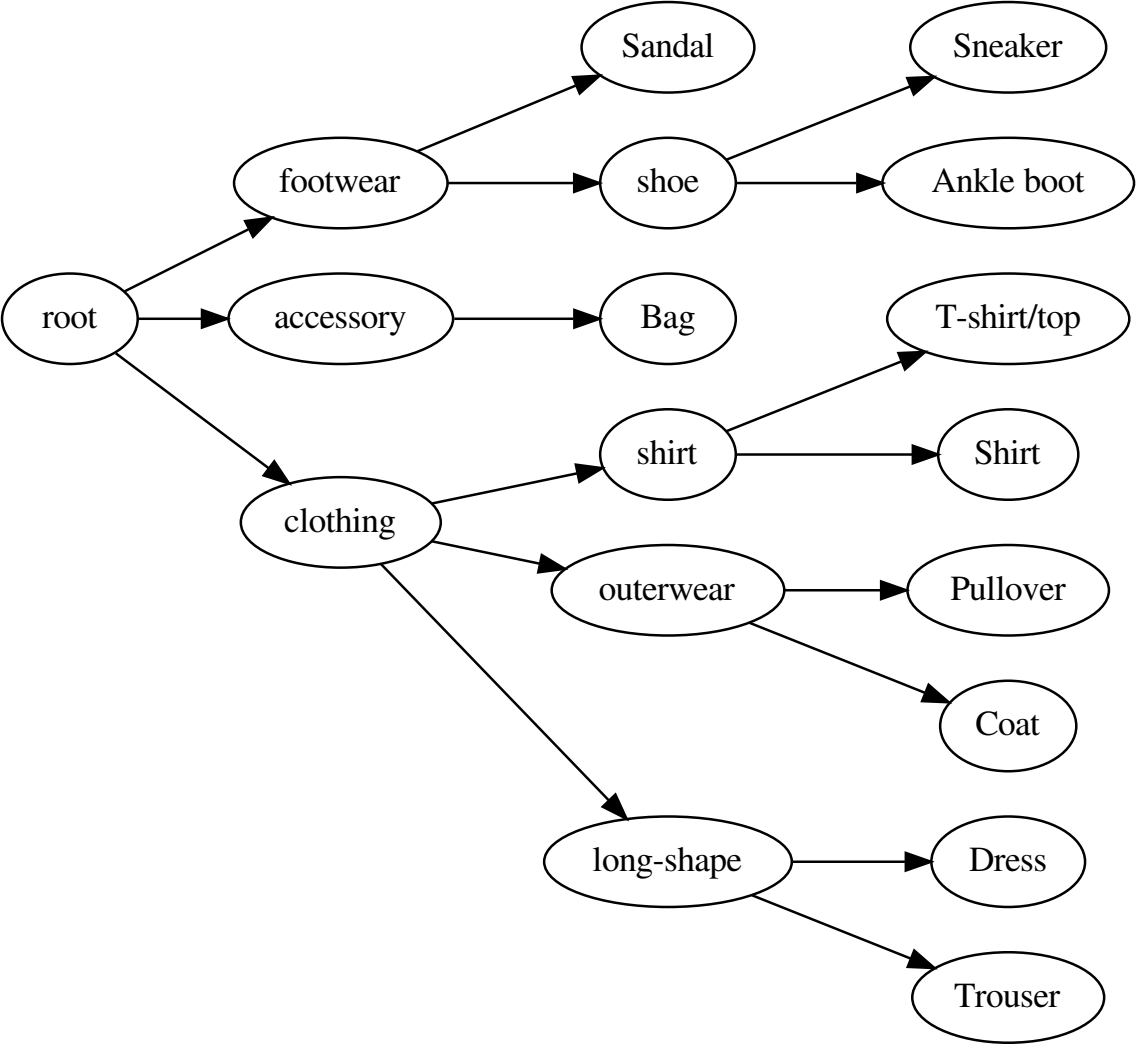 Sandal
Sneaker
footwear
shoe
Ankle boot
root
accessory
Bag
T-shirt/top
shirt
Shirt
clothing
outerwear
Pullover
Coat
long-shape
Dress
Trouser